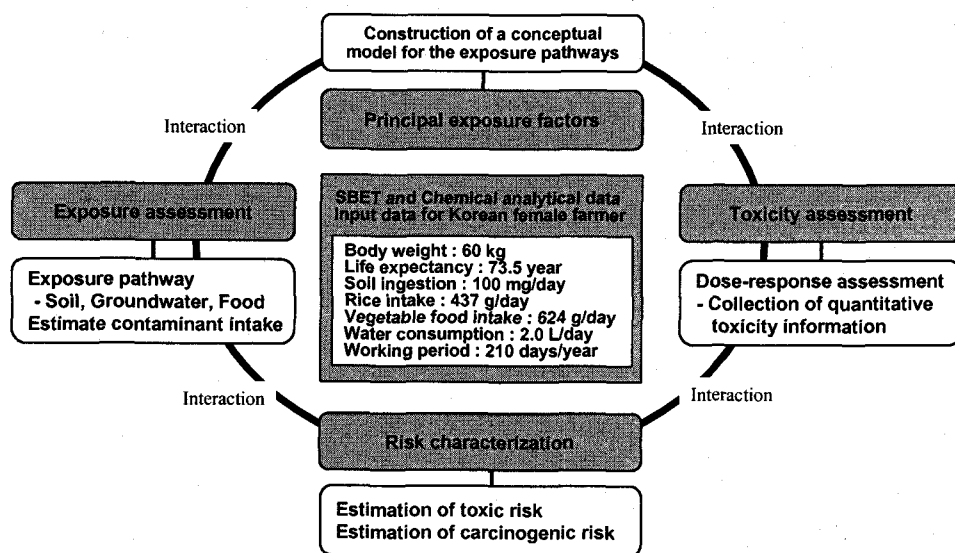 Construction of a conceptual
model for the exposure pathways
Principal exposure factors
Interaction
Interaction
SBET and Chemical analytical data
Input data for Korean female farmer
Body weight : 60 kg
Life expectancy : 73.5 year
Soil ingestion : 100 mg/day
Rice intake : 437 g/day
Vegetable food intake : 624 g/day
Water consumption : 2.0 L/day
Working period : 210 days/year
Exposure assessment
Exposure pathway
- Soil, Groundwater, Food
Estimate contaminant intake
Toxicity assessment
Dose-response assessment
- Collection of quantitative
toxicity information
Interaction
Interaction
Risk characterization
Estimation of toxic risk
Estimation of carcinogenic risk